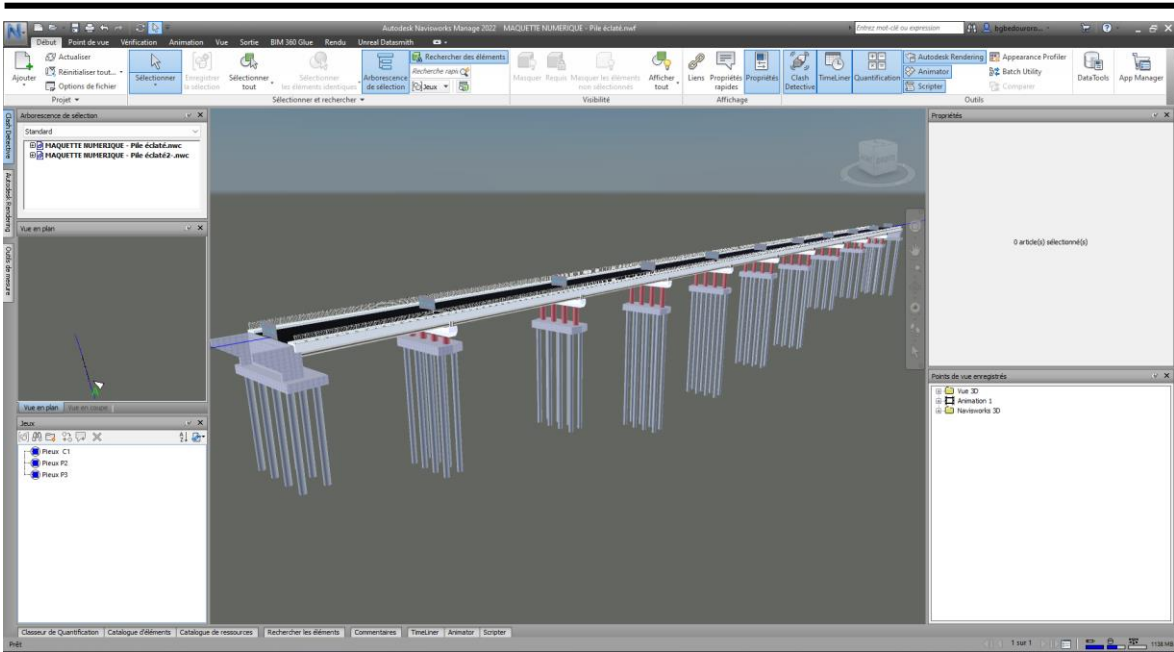 Autodesk Navisworks Manage 2022 MAQUETTE NUMERIQUE - Pile éclaté.nwf
Entrez mot-clé ou expression
Début Point de vue Vérification Animation Vue Sortie BIM 360 Glue Rendu Unreal Datasmith
Ajouter
Actualiser
Réinitialiser tout...
Options de fichier
Projet
Sélectionner
Enregistrer la sélection
Sélectionner tout
Sélectionner les éléments identiques
Arborescence de sélection
Rechercher des éléments
Recherche rapide
Jeux
Sélectionner et rechercher
Masquer Requis Masquer les éléments non sélectionnés
Afficher tout
Visibilité
Liens Propriétés rapides Propriétés
Affichage
Clash Detective
TimeLiner
Quantification
Autodesk Rendering
Animator
Scripter
Appearance Profiler
Batch Utility
Comparer
Outils
DataTools
App Manager
Clash Detective
Autodesk Rendering
Outils de mesure
Arborescence de sélection
Standard
MAQUETTE NUMERIQUE - Pile éclaté.nwc
MAQUETTE NUMERIQUE - Pile éclaté2-.nwc
Vue en plan
Vue en plan Vue en coupe
Jeux
Pieux C1
Pieux P2
Pieux P3
Propriétés
0 article(s) sélectionné(s)
Points de vue enregistrés
Vue 3D
Animation 1
Navisworks 3D
Classeur de Quantification Catalogue d'éléments Catalogue de ressources Rechercher les éléments Commentaires TimeLiner Animator Scripter
Prêt
1 sur 1